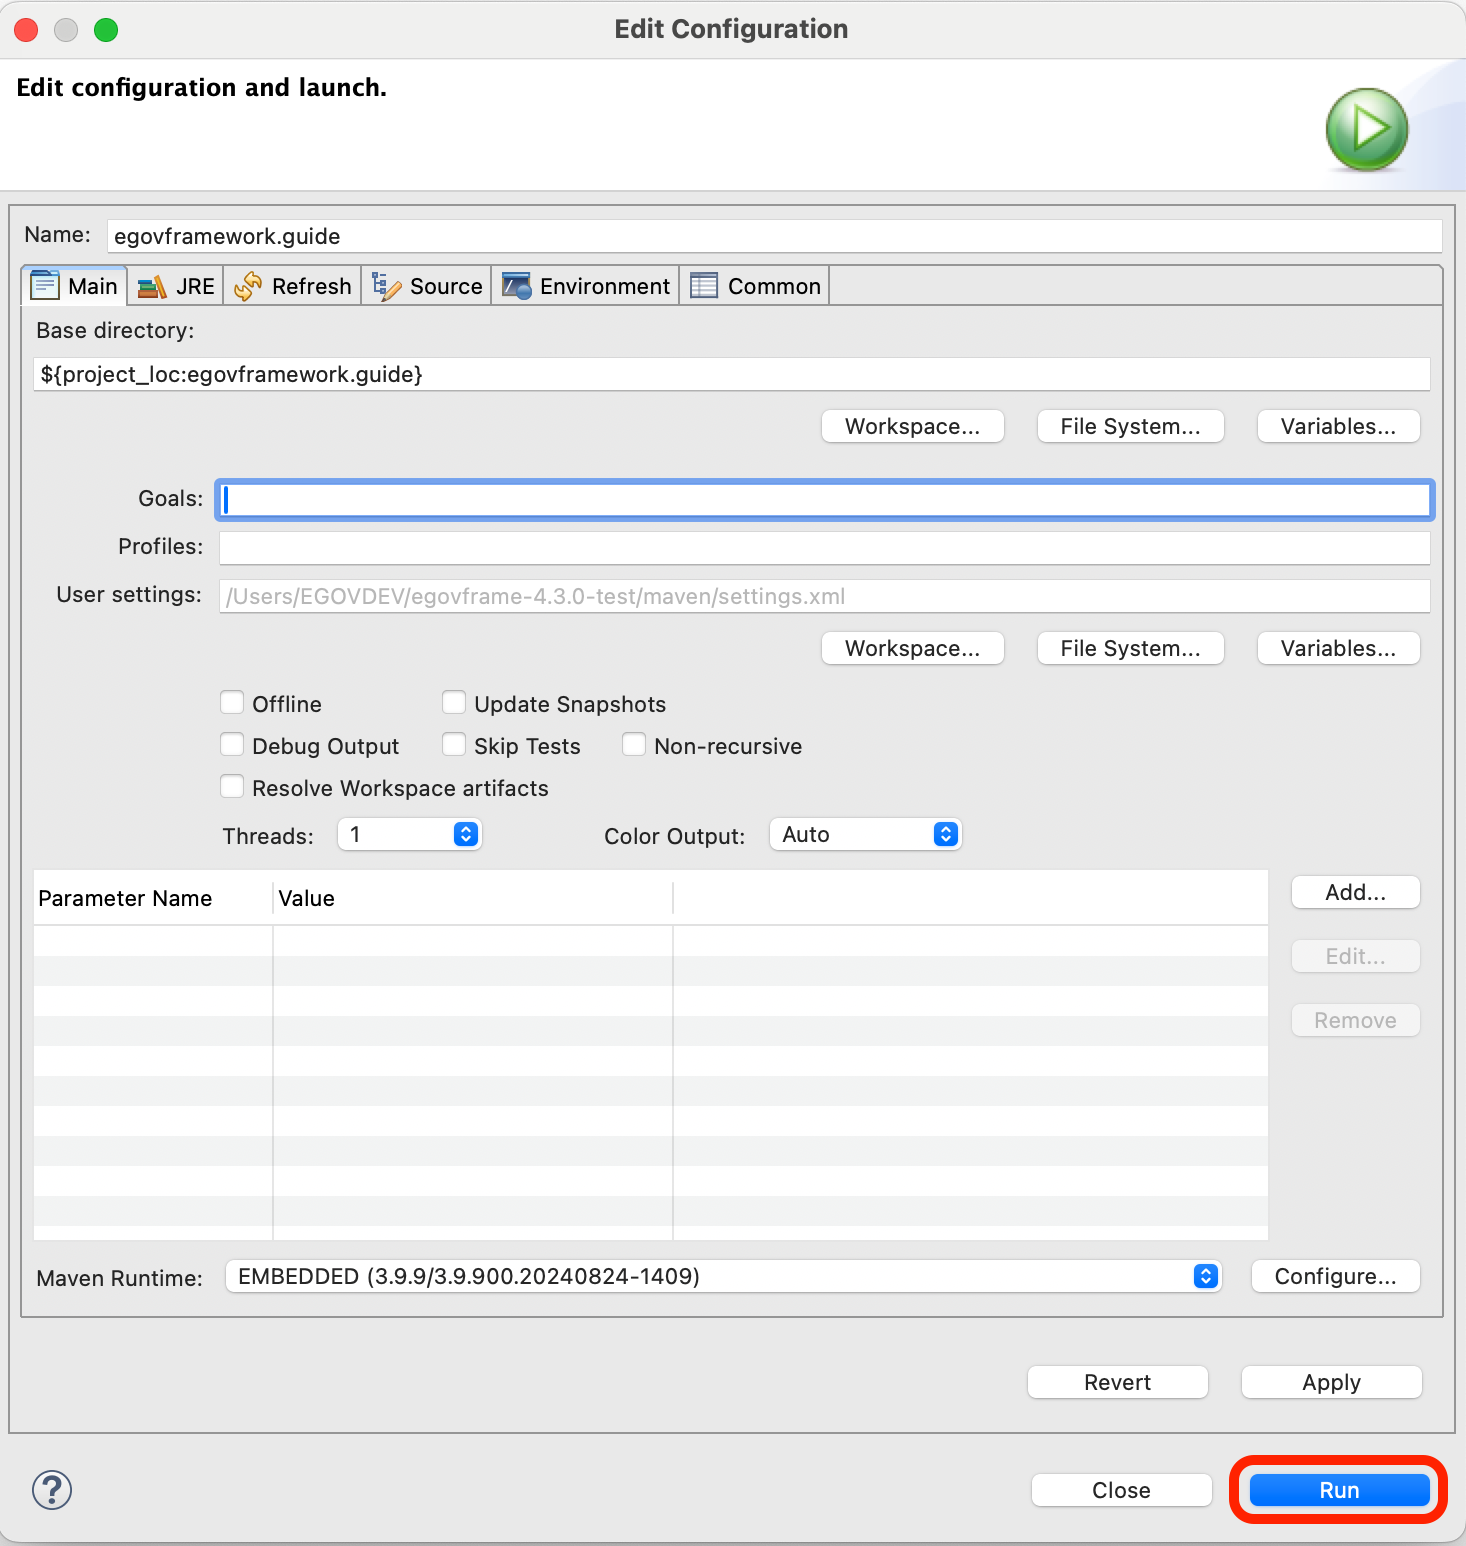 Edit Configuration
Edit configuration and launch.
Name: egovframework.guide
Main JRE Refresh Source Environment Common
Base directory:
${project_loc:egovframework.guide}
Workspace... File System... Variables...
Goals:
Profiles:
User settings: /Users/EGOVDEV/egovframe-4.3.0-test/maven/settings.xml
Workspace... File System... Variables...
Offline Update Snapshots
Debug Output Skip Tests Non-recursive
Resolve Workspace artifacts
Threads: 1 Color Output: Auto
Parameter Name Value Add...
Edit...
Remove
Maven Runtime: EMBEDDED (3.9.9/3.9.900.20240824-1409) Configure...
Revert Apply
? Close Run